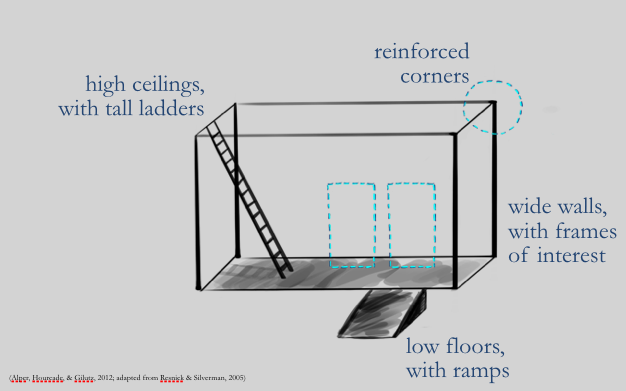 reinforced
corners
high ceilings,
with tall ladders
wide walls,
with frames
of interest
low floors,
with ramps
(Alper, Hourcade, & Gilutz, 2012; adapted from Resnick & Silverman, 2005)